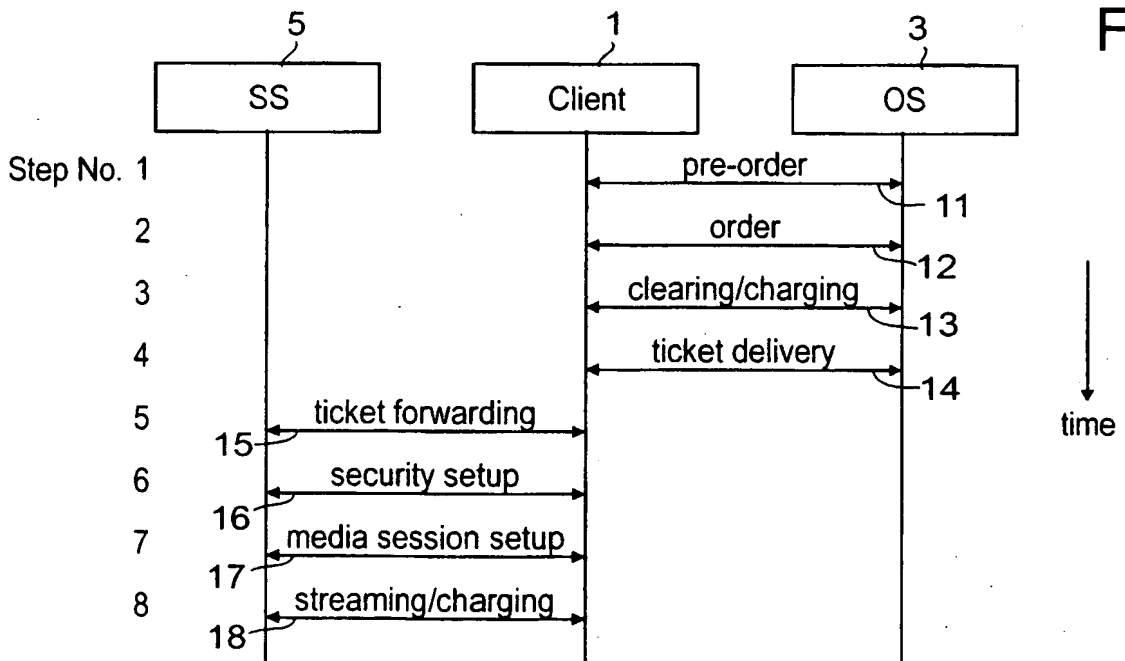 5 1 3 F
SS Client OS
Step No. 1 pre-order
11
2 order
12
3 clearing/charging
13
4 ticket delivery
14
5 ticket forwarding
15
time
6 security setup
16
7 media session setup
17
8 streaming/charging
18